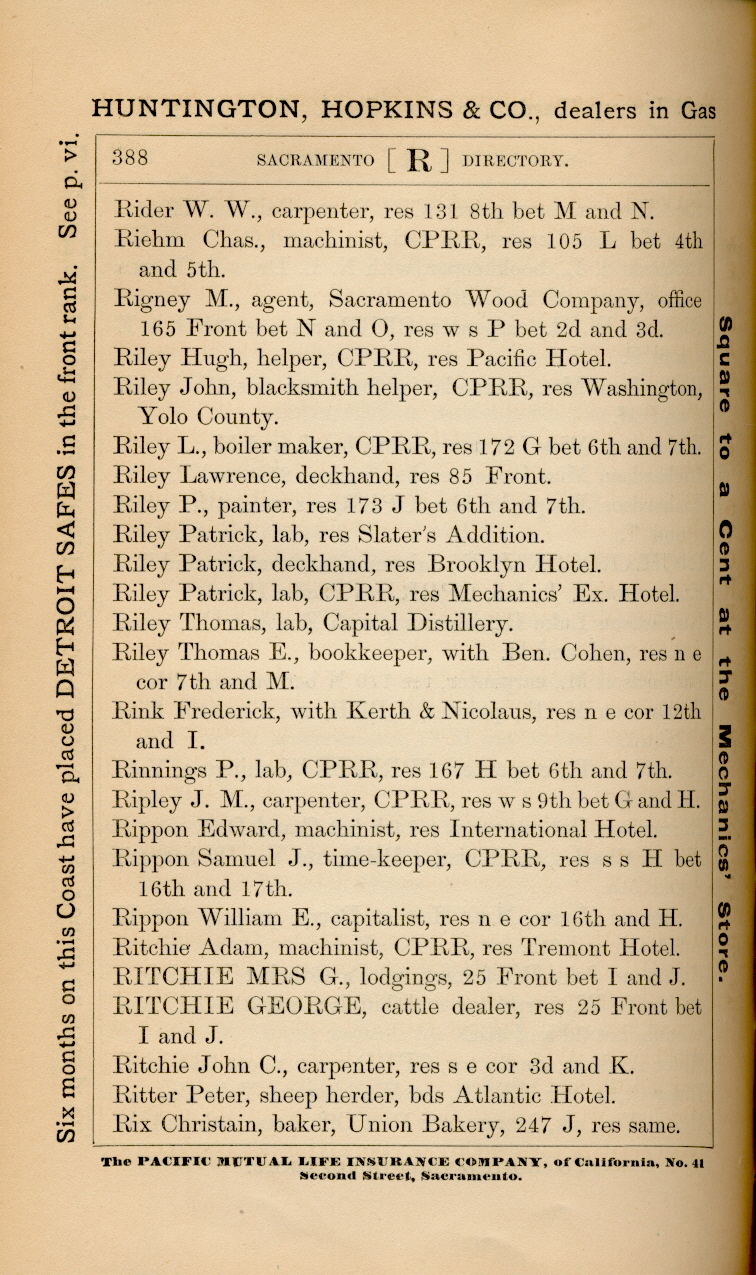 HUNTINGTON, HOPKINS & CO., dealers in Gas
388 SACRAMENTO [ R ] DIRECTORY.
Rider W. W., carpenter, res 131 8th bet M and N.
Riehm Chas., machinist, CPRR, res 105 L bet 4th
and 5th.
Rigney M., agent, Sacramento Wood Company, office
165 Front bet N and O, res w s P bet 2d and 3d.
Riley Hugh, helper, CPRR, res Pacific Hotel.
Riley John, blacksmith helper, CPRR, res Washington,
Yolo County.
Riley L., boiler maker, CPRR, res 172 G bet 6th and 7th.
Riley Lawrence, deckhand, res 85 Front.
Riley P., painter, res 173 J bet 6th and 7th.
Riley Patrick, lab, res Slater's Addition.
Riley Patrick, deckhand, res Brooklyn Hotel.
Riley Patrick, lab, CPRR, res Mechanics' Ex. Hotel.
Riley Thomas, lab, Capital Distillery.
Riley Thomas E., bookkeeper, with Ben. Cohen, res n e
cor 7th and M.
Rink Frederick, with Kerth & Nicolaus, res n e cor 12th
and I.
Rinnings P., lab, CPRR, res 167 H bet 6th and 7th.
Ripley J. M., carpenter, CPRR, res w s 9th bet G and H.
Rippon Edward, machinist, res International Hotel.
Rippon Samuel J., time-keeper, CPRR, res s s H bet
16th and 17th.
Rippon William E., capitalist, res n e cor 16th and H.
Ritchie Adam, machinist, CPRR, res Tremont Hotel.
RITCHIE MRS G., lodgings, 25 Front bet I and J.
RITCHIE GEORGE, cattle dealer, res 25 Front bet
I and J.
Ritchie John C., carpenter, res s e cor 3d and K.
Ritter Peter, sheep herder, bds Atlantic Hotel.
Rix Christain, baker, Union Bakery, 247 J, res same.
The PACIFIC MUTUAL LIFE INSURANCE COMPANY, of California, No. 41
Second Street, Sacramento.
Six months on this Coast have placed DETROIT SAFES in the front rank. See p. vi.
Square to a Cent at the Mechanics' Store.